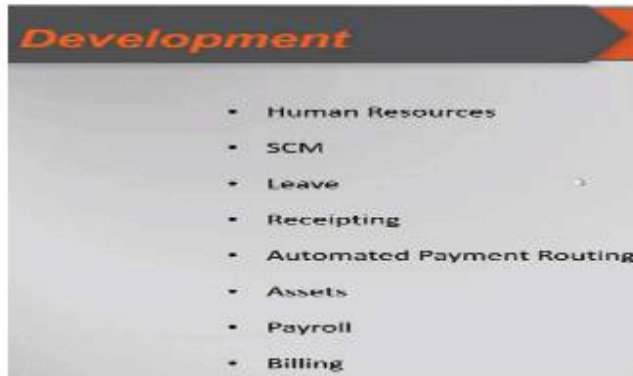 Development
• Human Resources
• SCM
• Leave
• Receipting
• Automated Payment Routing
• Assets
• Payroll
• Billing